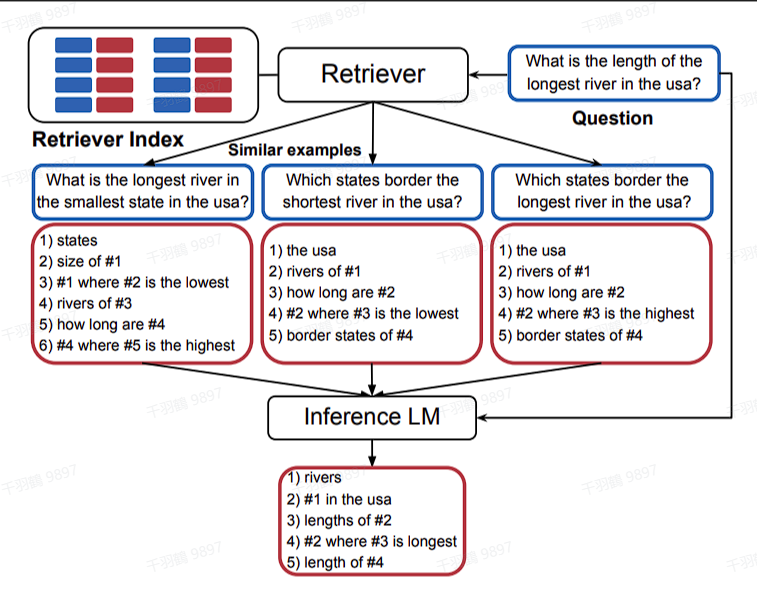 Retriever
What is the length of the
longest river in the usa?
Retriever Index
Question
Similar examples
What is the longest river in
the smallest state in the usa?
Which states border the
shortest river in the usa?
Which states border the
longest river in the usa?
1) states
2) size of #1
3) #1 where #2 is the lowest
4) rivers of #3
5) how long are #4
6) #4 where #5 is the highest
1) the usa
2) rivers of #1
3) how long are #2
4) #2 where #3 is the lowest
5) border states of #4
1) the usa
2) rivers of #1
3) how long are #2
4) #2 where #3 is the highest
5) border states of #4
Inference LM
1) rivers
2) #1 in the usa
3) lengths of #2
4) #2 where #3 is longest
5) length of #4
千羽鶴 9897